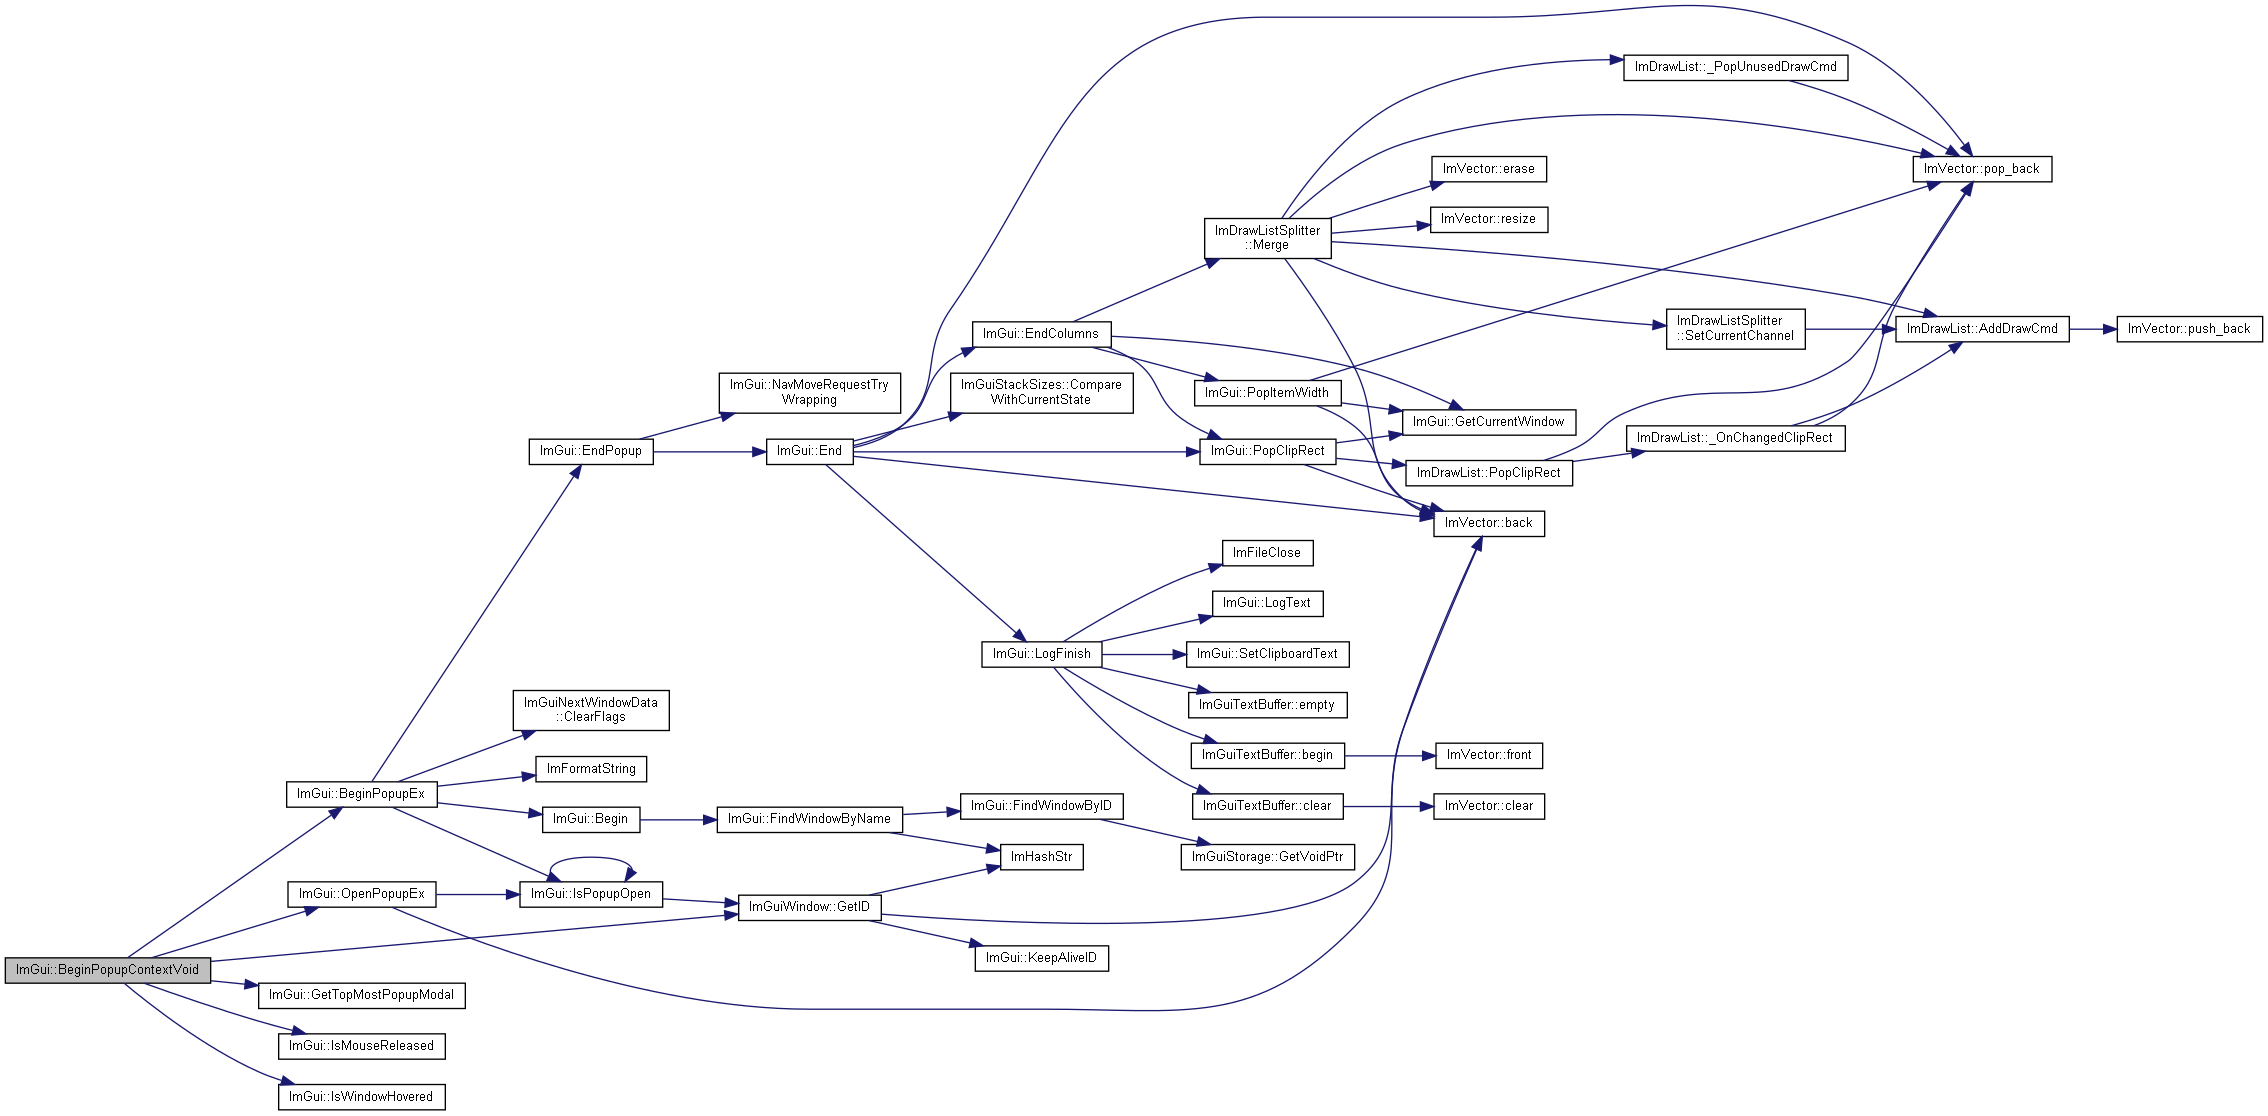 ImDrawList::_PopUnusedDrawCmd
ImVector::pop_back
ImVector::erase
ImVector::resize
ImDrawListSplitter
::Merge
ImDrawListSplitter
::SetCurrentChannel
ImDrawList::AddDrawCmd
ImVector::push_back
ImGui::EndColumns
ImGui::NavMoveRequestTry
Wrapping
ImGuiStackSizes::Compare
WithCurrentState
ImGui::PopItemWidth
ImGui::GetCurrentWindow
ImDrawList::_OnChangedClipRect
ImGui::EndPopup
ImGui::End
ImGui::PopClipRect
ImDrawList::PopClipRect
ImVector::back
ImFileClose
ImGui::LogText
ImGui::LogFinish
ImGui::SetClipboardText
ImGuiTextBuffer::empty
ImGuiNextWindowData
::ClearFlags
ImGuiTextBuffer::begin
ImVector::front
ImFormatString
ImGui::BeginPopupEx
ImGuiTextBuffer::clear
ImVector::clear
ImGui::Begin
ImGui::FindWindowByName
ImGui::FindWindowByID
ImHashStr
ImGuiStorage::GetVoidPtr
ImGui::OpenPopupEx
ImGui::IsPopupOpen
ImGuiWindow::GetID
ImGui::KeepAliveID
ImGui::BeginPopupContextVoid
ImGui::GetTopMostPopupModal
ImGui::IsMouseReleased
ImGui::IsWindowHovered